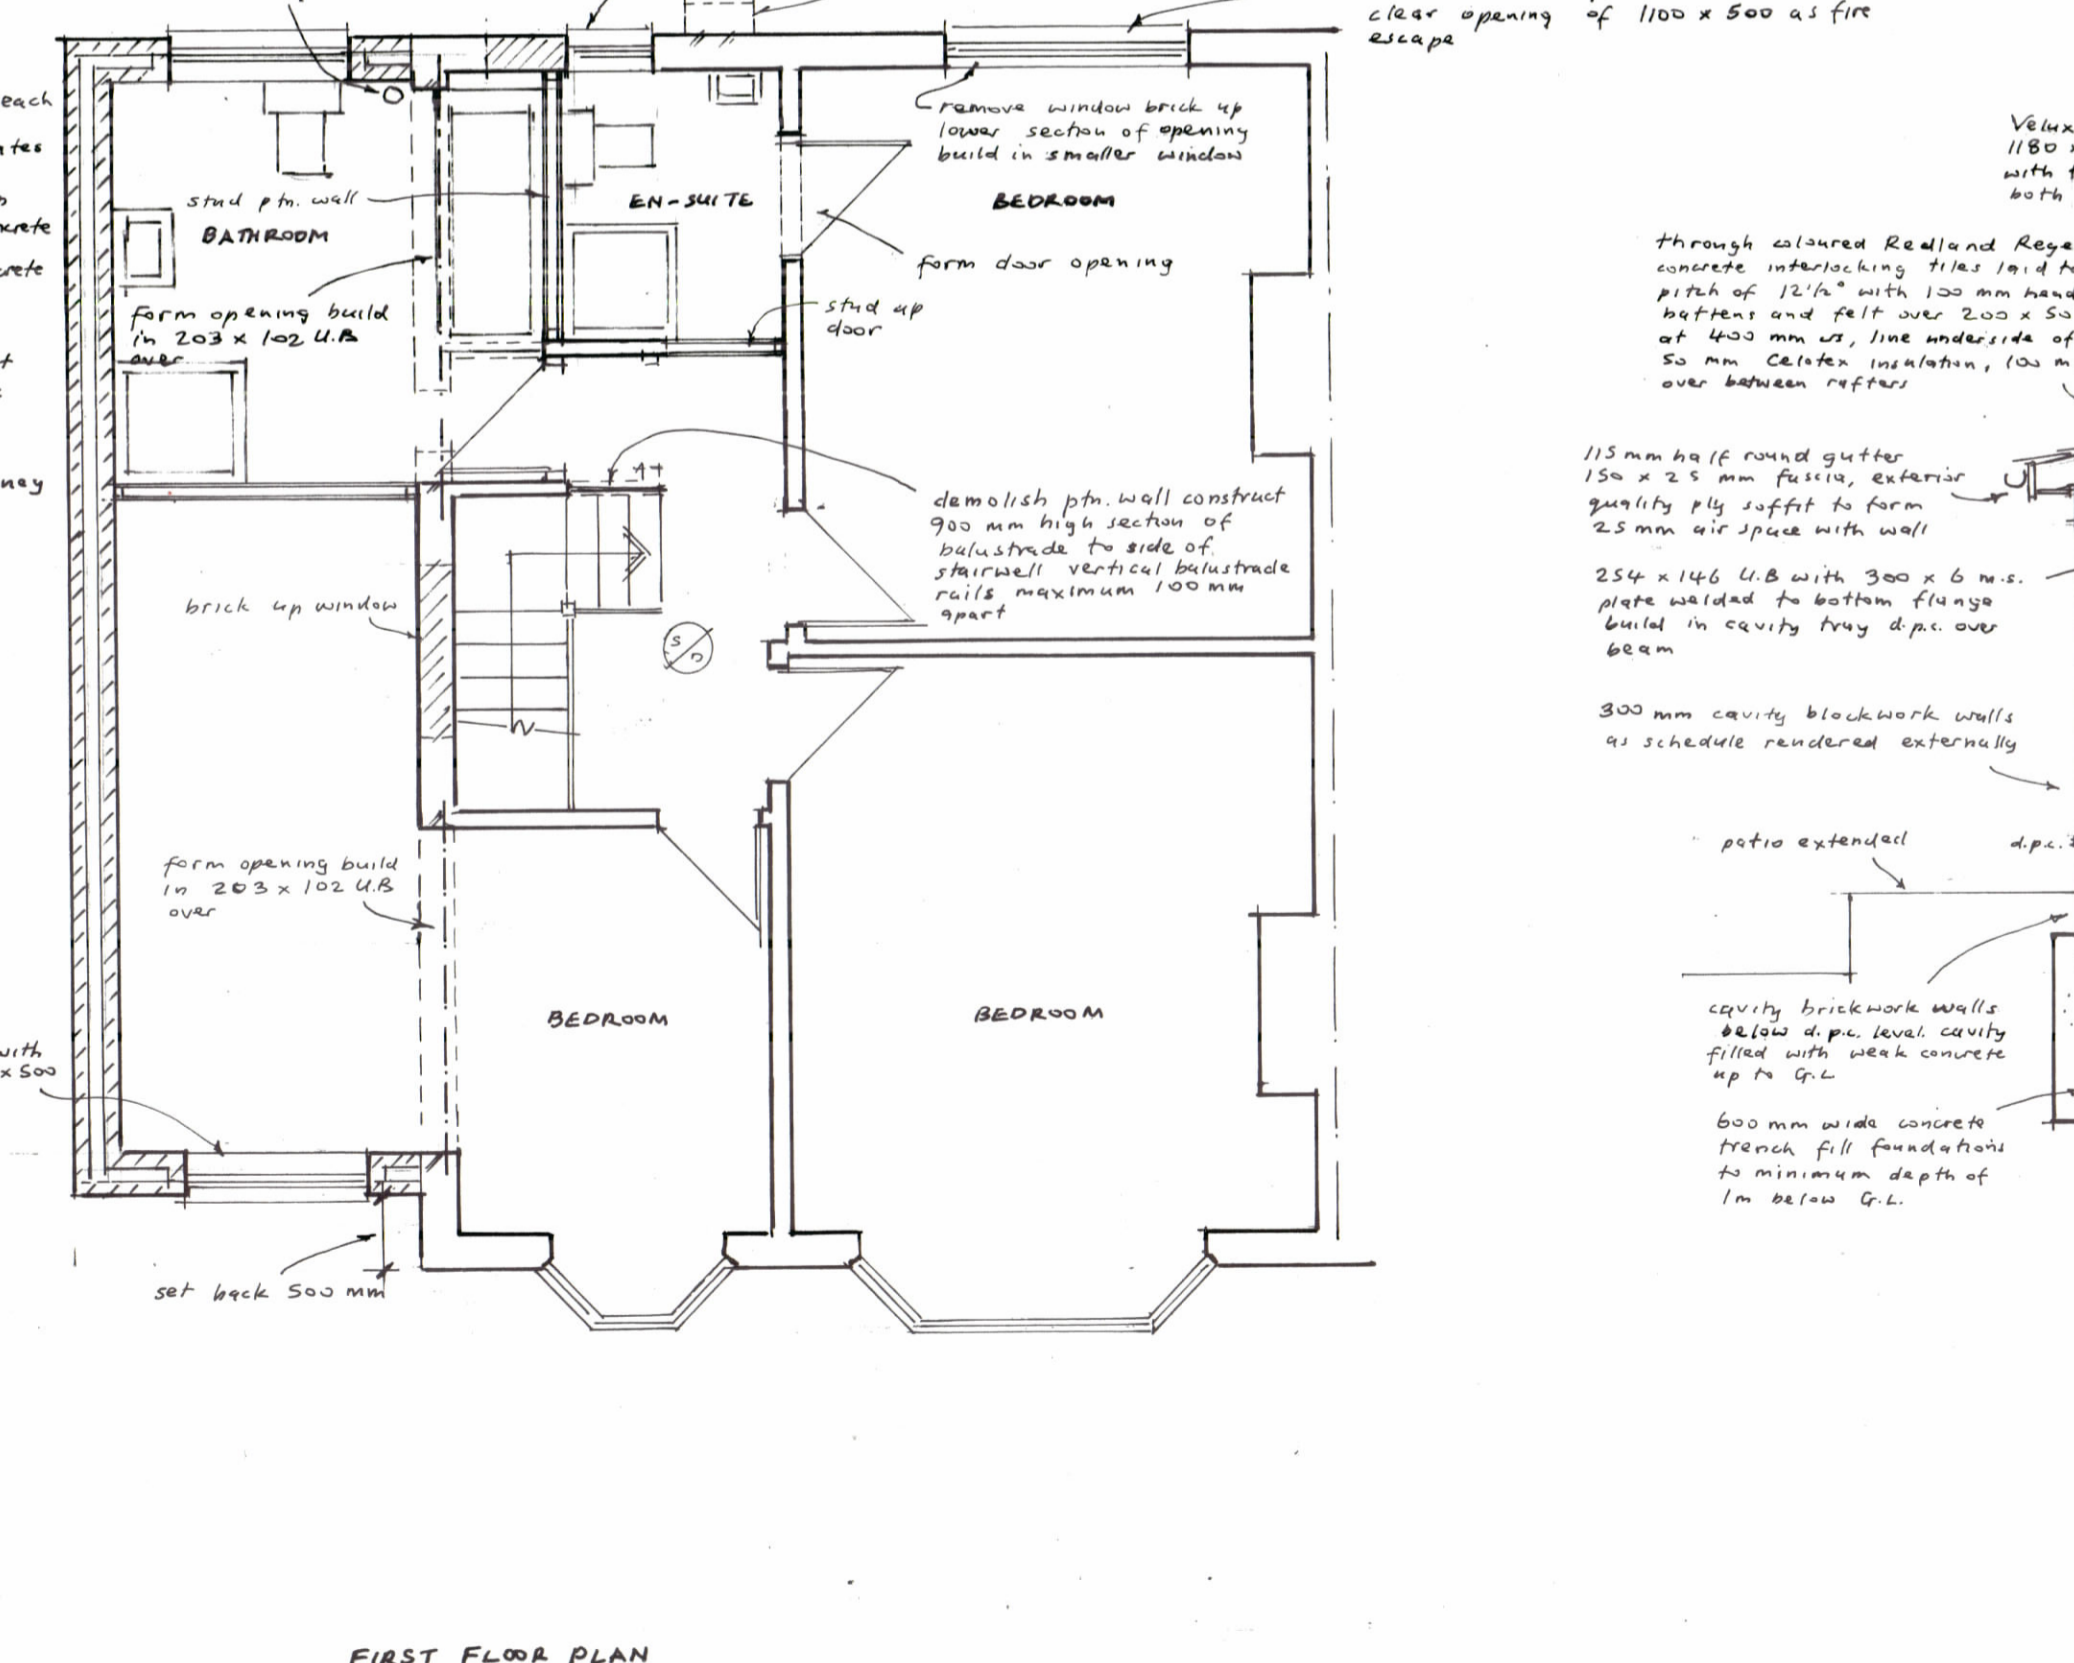 clear opening of 1100 x 500 as fire
escape
each
tes
crete
crete
ney
with
x 500
remove window brick up
lower section of opening
build in smaller window
stud ptn. wall
BATHROOM
EN-SUITE
BEDROOM
form door opening
form opening build
in 203 x 102 U.B
over
stud up
door
demolish ptn. wall construct
900 mm high section of
balustrade to side of
stairwell vertical balustrade
rails maximum 100 mm
apart
brick up window
S
D
form opening build
in 203 x 102 U.B
over
BEDROOM
BEDROOM
set back 500 mm
FIRST FLOOR PLAN
Velux
1180 x
with
both
through coloured Redland Rege
concrete interlocking tiles laid to
pitch of 12 1/2° with 100 mm head
battens and felt over 200 x 50
at 400 mm crs, line underside of
50 mm Celotex insulation, 100 m
over between rafters
115 mm half round gutter
150 x 25 mm fascia, exterior
quality ply soffit to form
25 mm air space with wall
254 x 146 U.B with 300 x 6 m.s.
plate welded to bottom flange
build in cavity tray d.p.c. over
beam
300 mm cavity blockwork walls
as schedule rendered externally
patio extended
d.p.c.
cavity brickwork walls
below d.p.c. level. cavity
filled with weak concrete
up to G.L
600 mm wide concrete
trench fill foundations
to minimum depth of
1m below G.L.